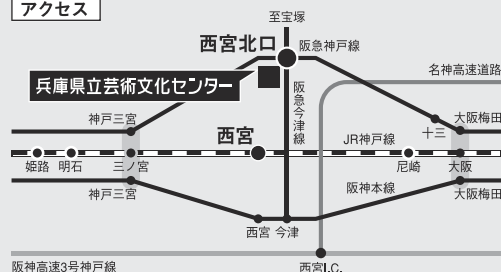 アクセス
至宝塚
西宮北口
阪急神戸線
名神高速道路
兵庫県立芸術文化センター
阪急今津線
神戸三宮
十三
大阪梅田
西宮
JR神戸線
姫路
明石
三ノ宮
尼崎
大阪
神戸三宮
阪神本線
大阪梅田
西宮
今津
阪神高速3号神戸線
西宮I.C.